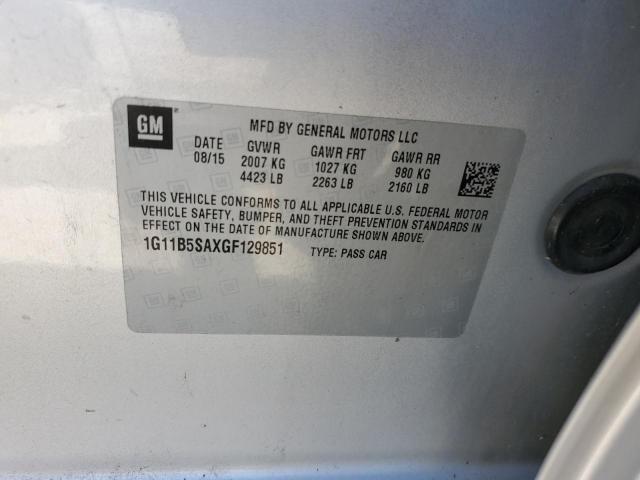 GM
MFD BY GENERAL MOTORS LLC
DATE GVWR GAWR FRT GAWR RR
08/15 2007 KG 1027 KG 980 KG
4423 LB 2263 LB 2160 LB
THIS VEHICLE CONFORMS TO ALL APPLICABLE U.S. FEDERAL MOTOR
VEHICLE SAFETY, BUMPER, AND THEFT PREVENTION STANDARDS IN
EFFECT ON THE DATE OF MANUFACTURE SHOWN ABOVE.
1G11B5SAXGF129851 TYPE: PASS CAR